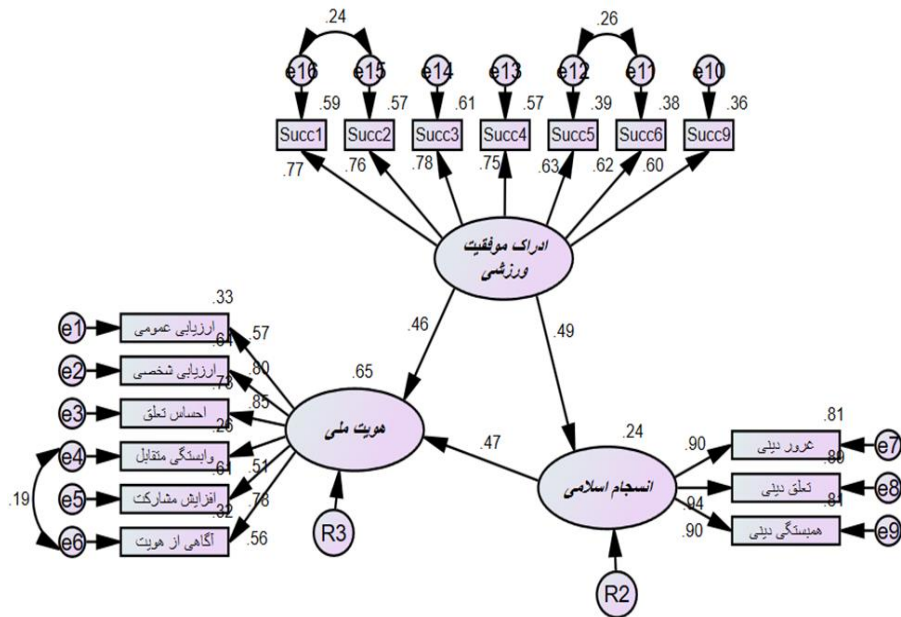 .24
.26
e16
e15
e14
e13
e12
e11
e10
.59
.57
.61
.57
.39
.38
.36
Succ1
Succ2
Succ3
Succ4
Succ5
Succ6
Succ9
.77
.76
.78
.75
.63
.62
.60
ادراک موفقیت
ورزشی
.46
.49
.33
e1
ارزیابی عمومی
.57
.64
e2
ارزیابی شخصی
.80
.73
e3
احساس تعلق
.85
.26
e4
وابستگی متقابل
.51
.61
e5
افزایش مشارکت
.78
.32
e6
آگاهی از هویت
.56
.19
.65
هویت ملی
R3
.47
.24
انسجام اسلامی
R2
.81
.90
غرور دینی
e7
.89
تعلق دینی
e8
.94
.81
.90
همبستگی دینی
e9